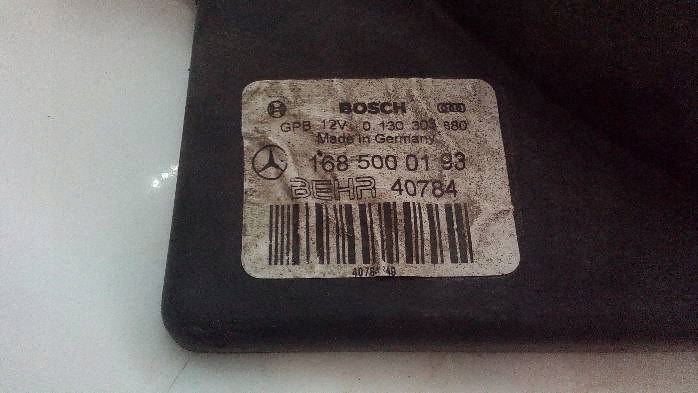 BOSCH
GPB 12V 0 130 303 880
Made in Germany
168 500 01 93
BEHR 40784